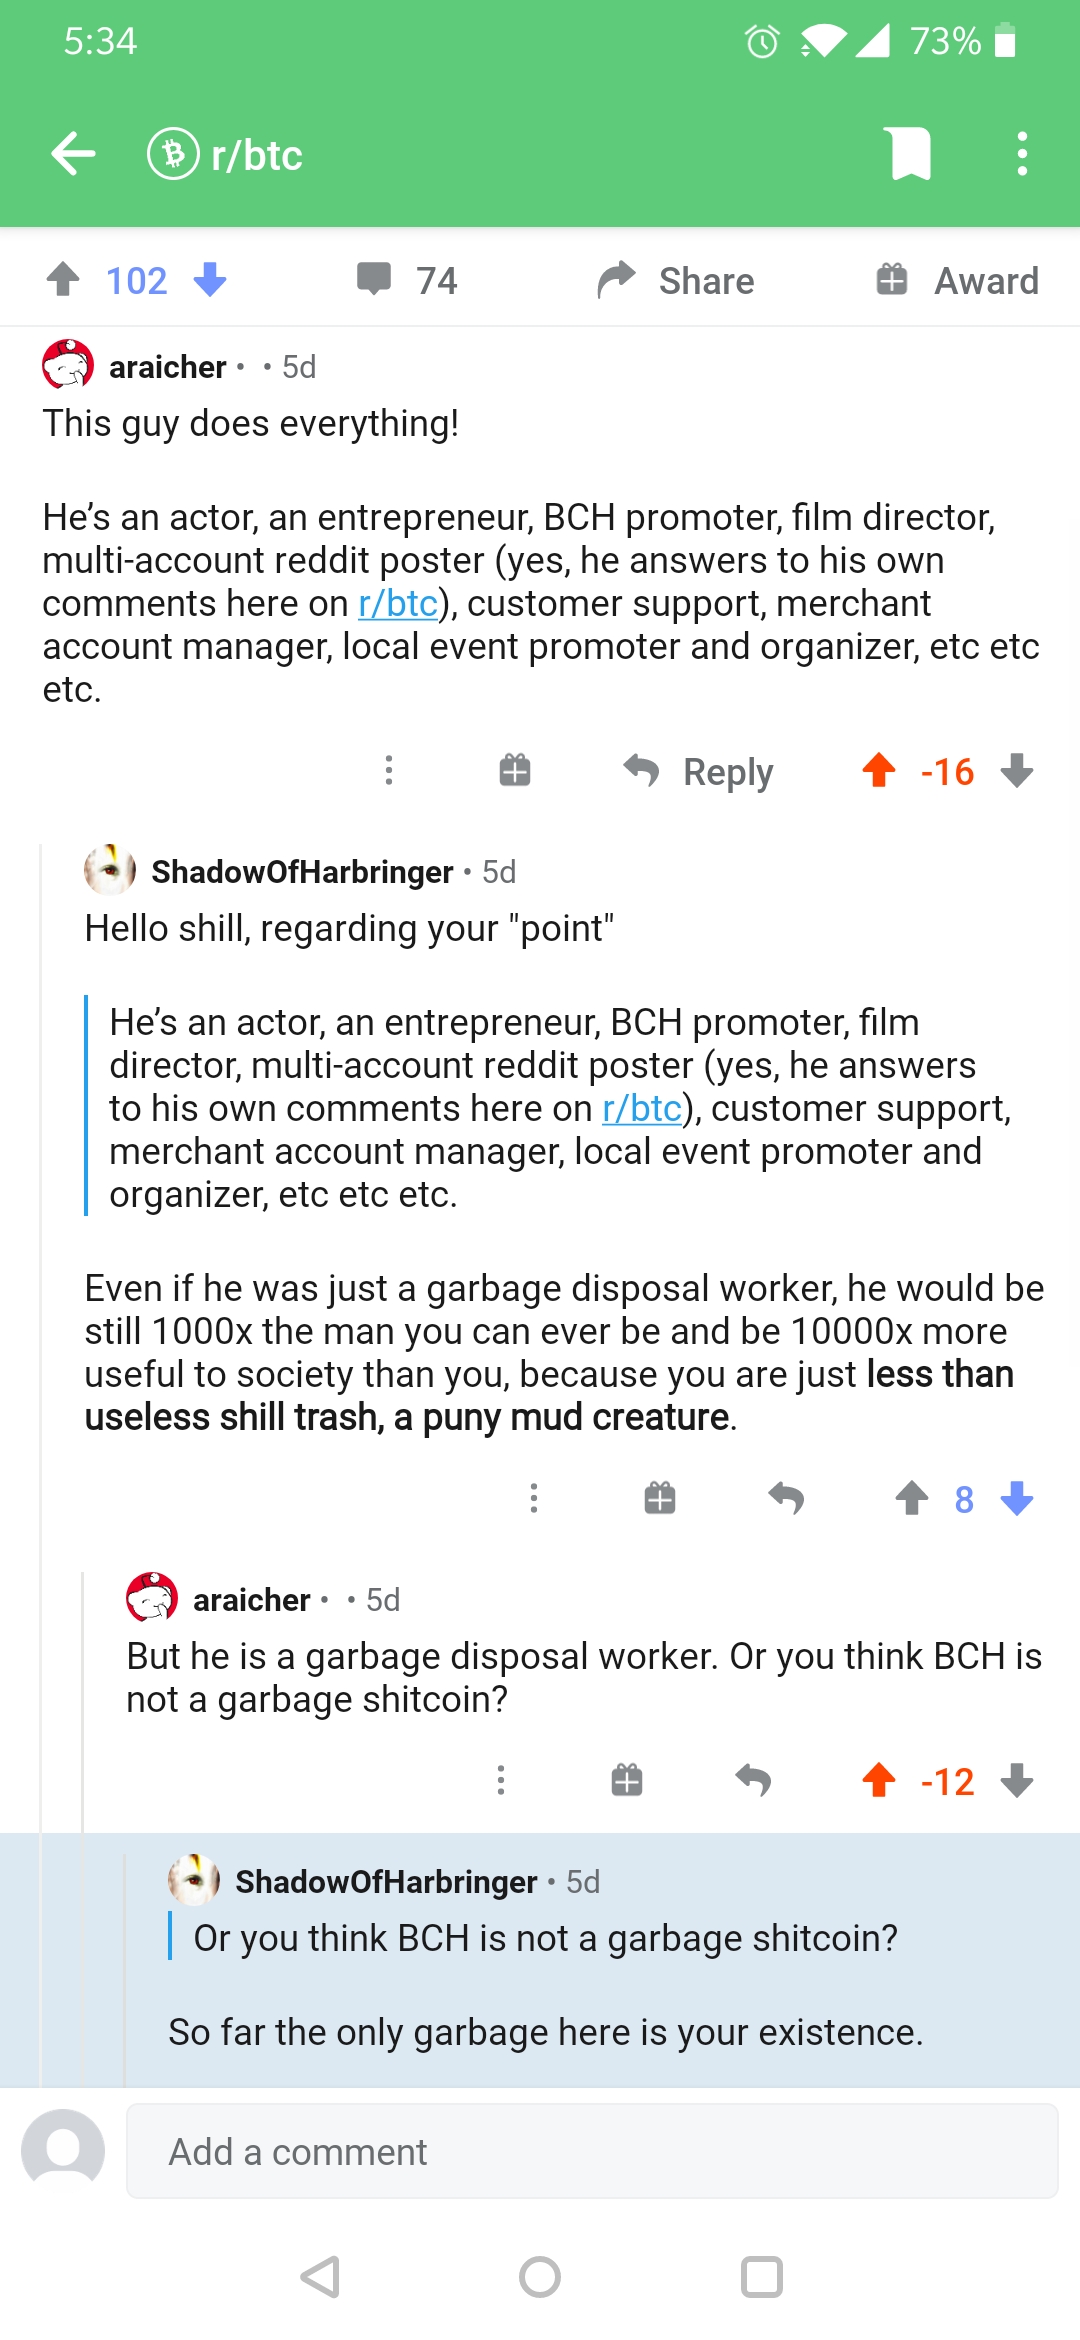 5:34
73%
r/btc
102
74
Share
Award
araicher • • 5d
This guy does everything!
He’s an actor, an entrepreneur, BCH promoter, film director,
multi-account reddit poster (yes, he answers to his own
comments here on r/btc), customer support, merchant
account manager, local event promoter and organizer, etc etc
etc.
Reply
-16
ShadowOfHarbringer • 5d
Hello shill, regarding your "point"
He’s an actor, an entrepreneur, BCH promoter, film
director, multi-account reddit poster (yes, he answers
to his own comments here on r/btc), customer support,
merchant account manager, local event promoter and
organizer, etc etc etc.
Even if he was just a garbage disposal worker, he would be
still 1000x the man you can ever be and be 10000x more
useful to society than you, because you are just less than
useless shill trash, a puny mud creature.
8
araicher • • 5d
But he is a garbage disposal worker. Or you think BCH is
not a garbage shitcoin?
-12
ShadowOfHarbringer • 5d
Or you think BCH is not a garbage shitcoin?
So far the only garbage here is your existence.
Add a comment